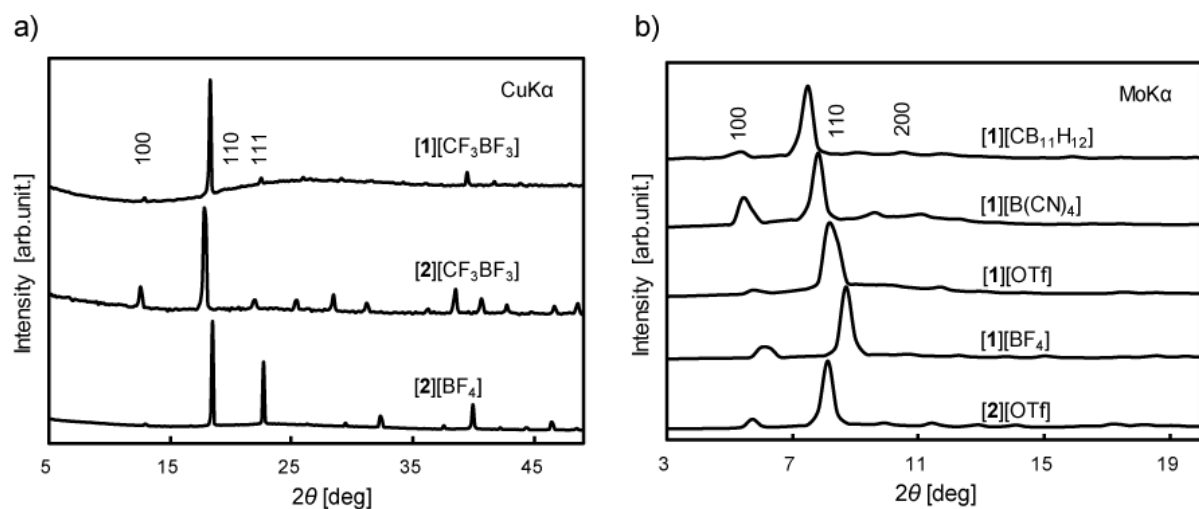 a)
CuKα
100
110
111
[1][CF₃BF₃]
[2][CF₃BF₃]
[2][BF₄]
Intensity [arb.unit.]
5 15 25 35 45
2θ [deg]
b)
MoKα
100
110
200
[1][CB₁₁H₁₂]
[1][B(CN)₄]
[1][OTf]
[1][BF₄]
[2][OTf]
Intensity [arb.unit.]
3 7 11 15 19
2θ [deg]